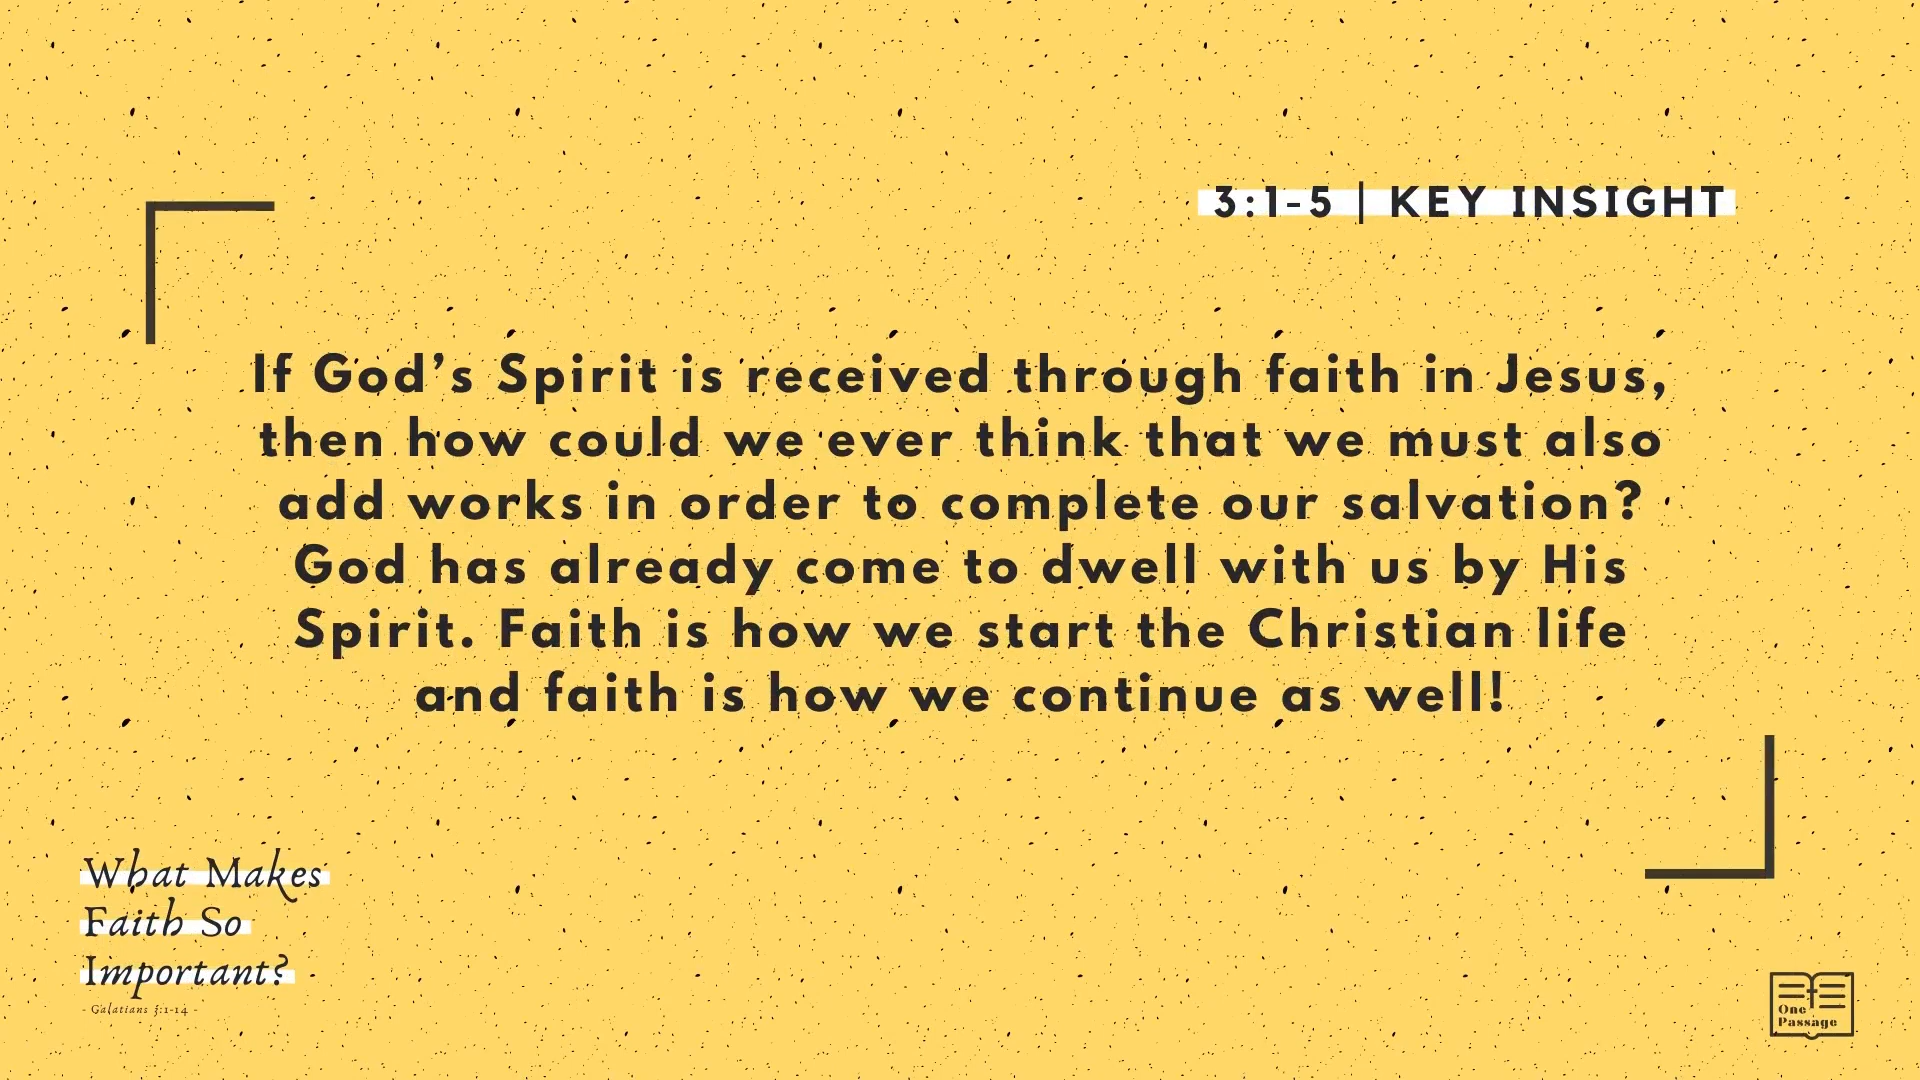 3:1-5 | KEY INSIGHT
If God’s Spirit is received through faith in Jesus,
then how could we ever think that we must also
add works in order to complete our salvation?
God has already come to dwell with us by His
Spirit. Faith is how we start the Christian life
and faith is how we continue as well!
What Makes
Faith So
Important?
- Galatians 3:1-14 -
One
Passage